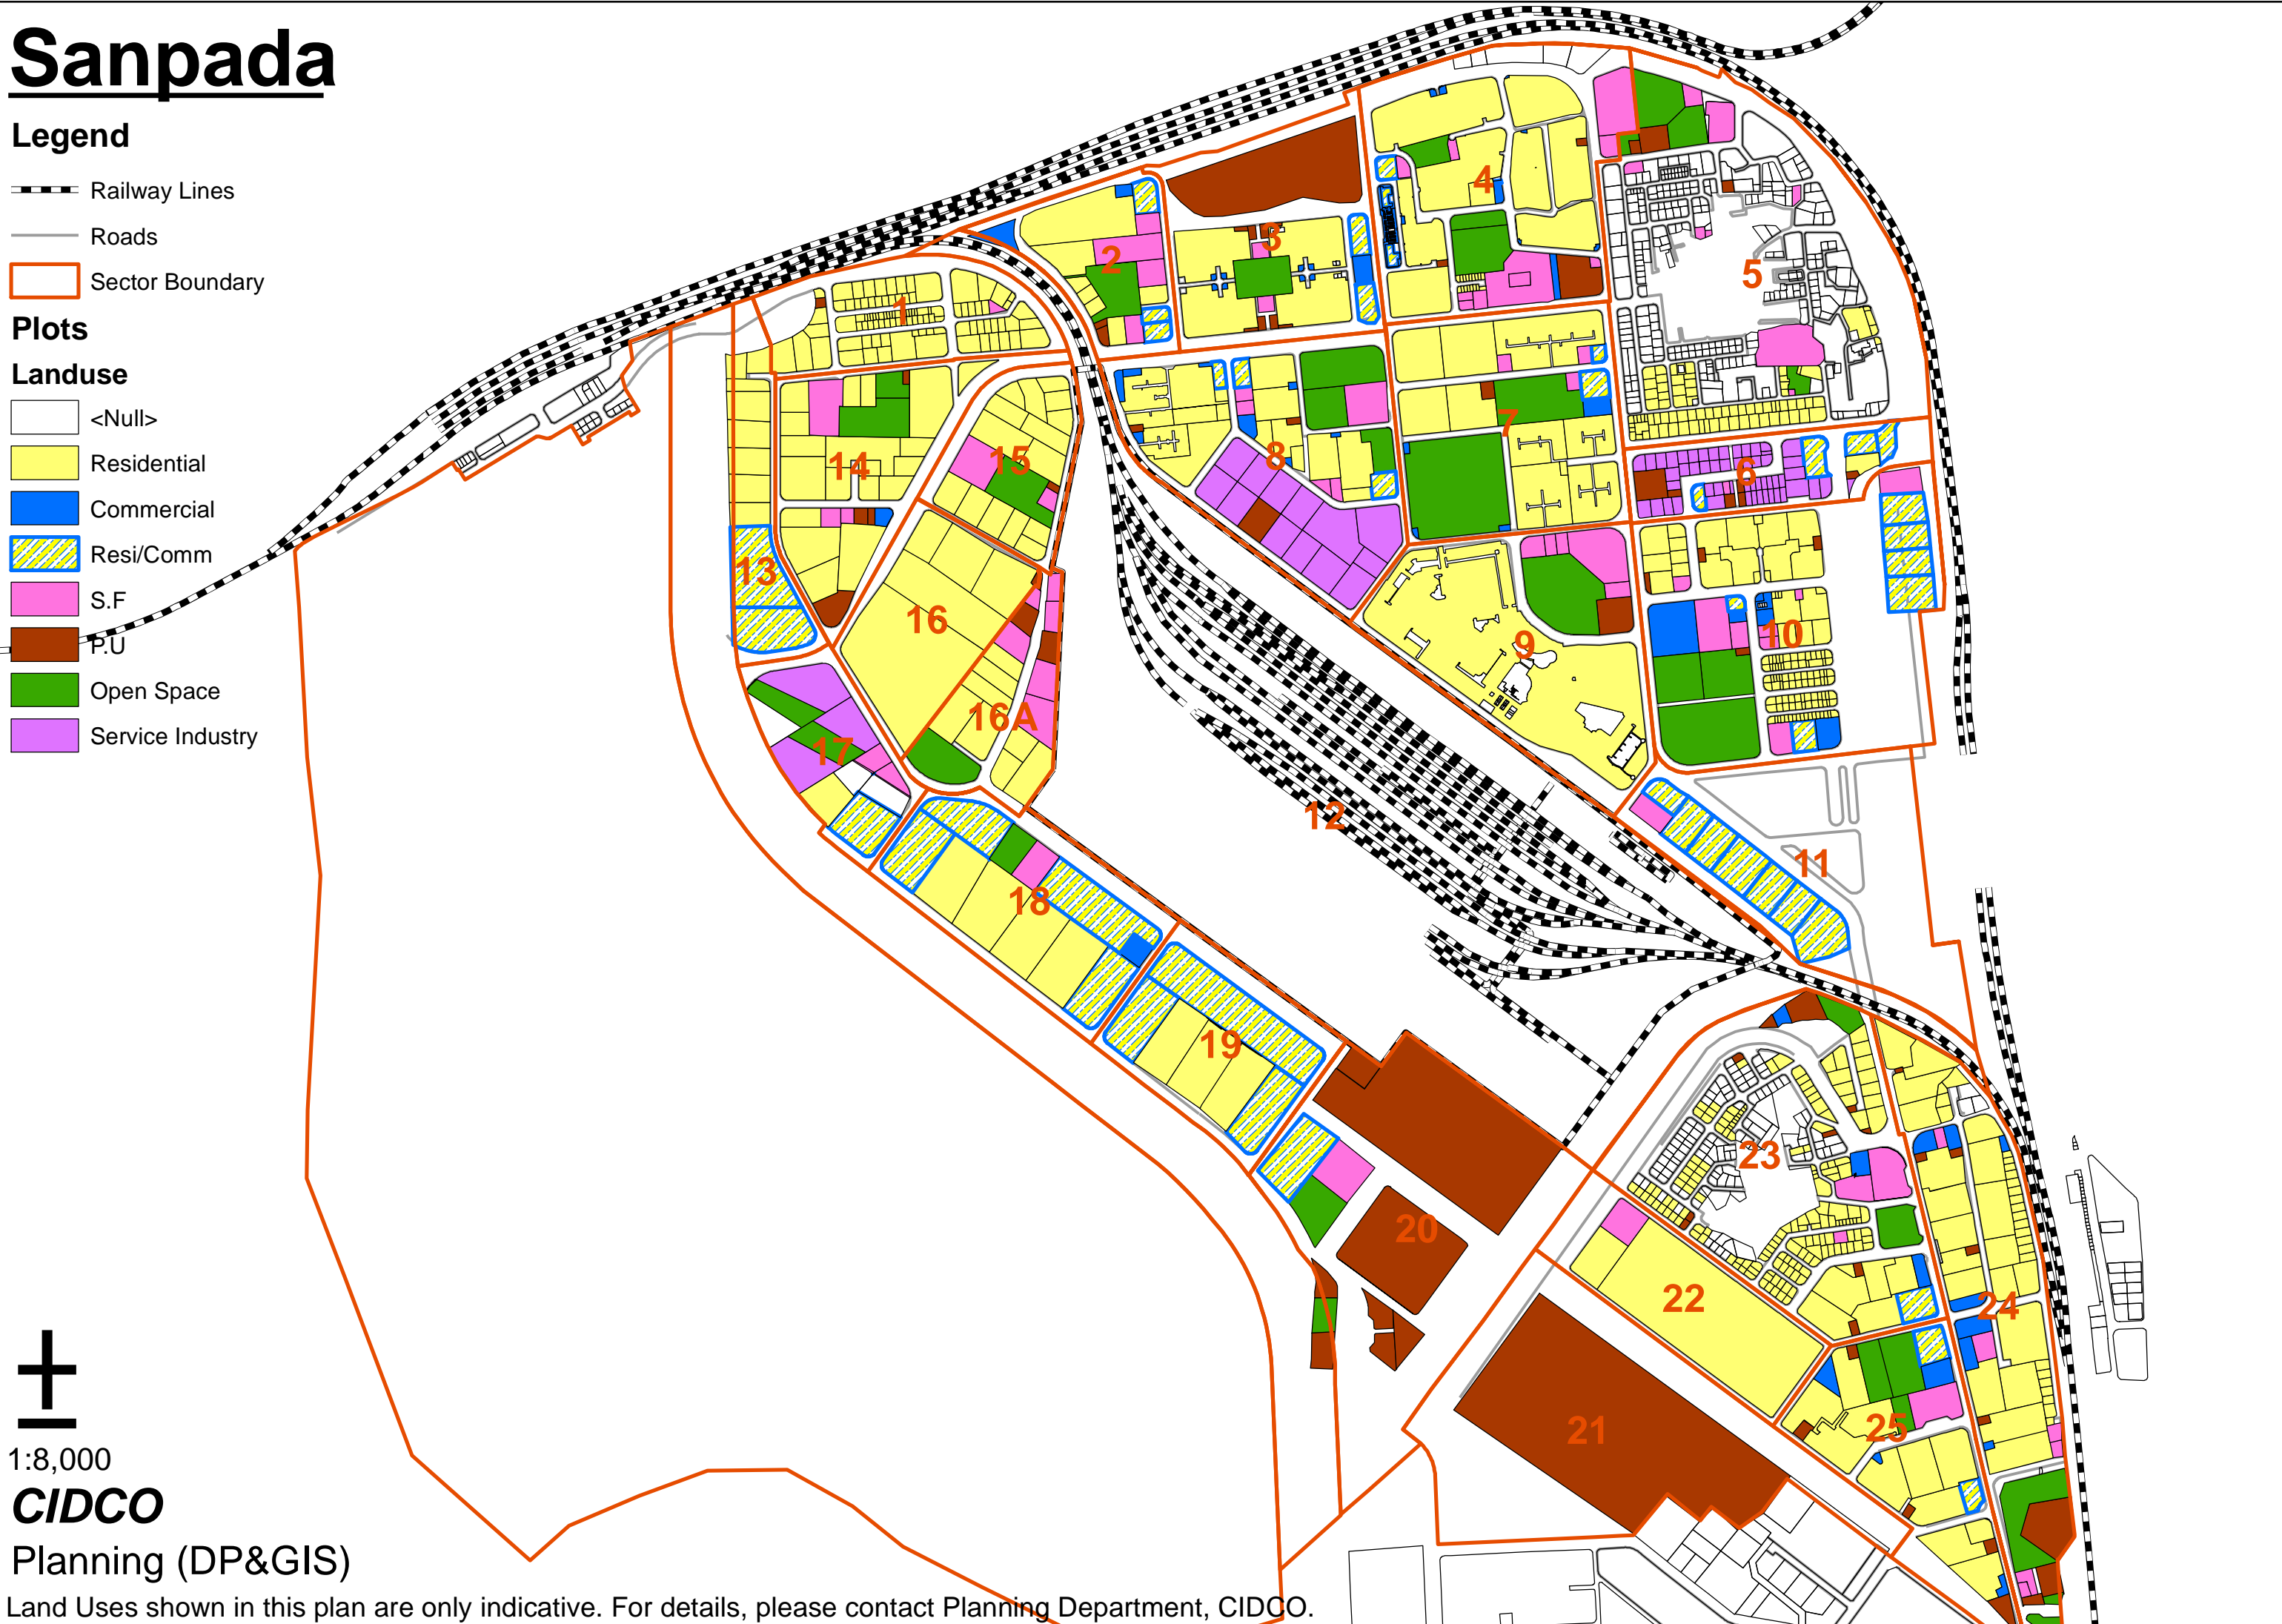 Sanpada
Legend
Railway Lines
Roads
Sector Boundary
Plots
Landuse
<Null>
Residential
Commercial
Resi/Comm
S.F
P.U
Open Space
Service Industry
1
2
3
4
5
6
7
8
9
10
11
12
13
14
15
16
16A
17
18
19
20
21
22
23
24
25
1:8,000
CIDCO
Planning (DP&GIS)
Land Uses shown in this plan are only indicative. For details, please contact Planning Department, CIDCO.